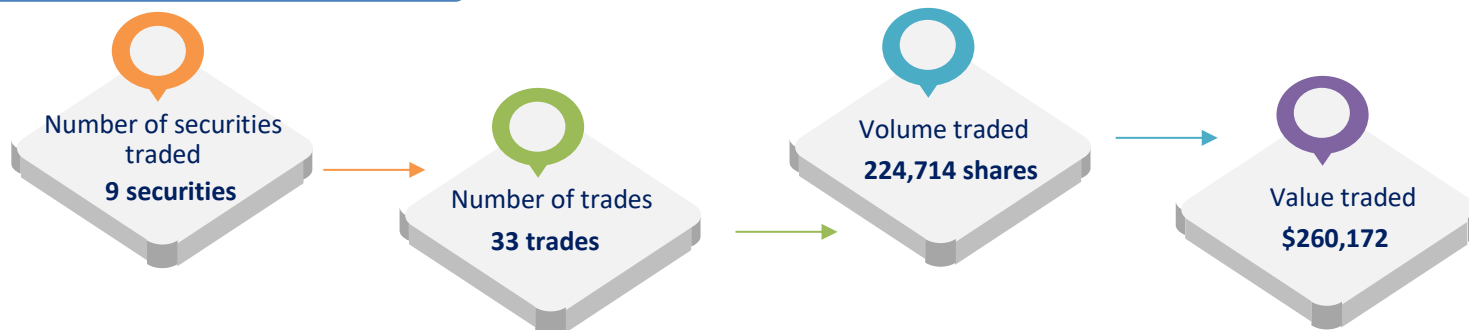 Number of securities
traded
9 securities
Number of trades
33 trades
Volume traded
224,714 shares
Value traded
$260,172